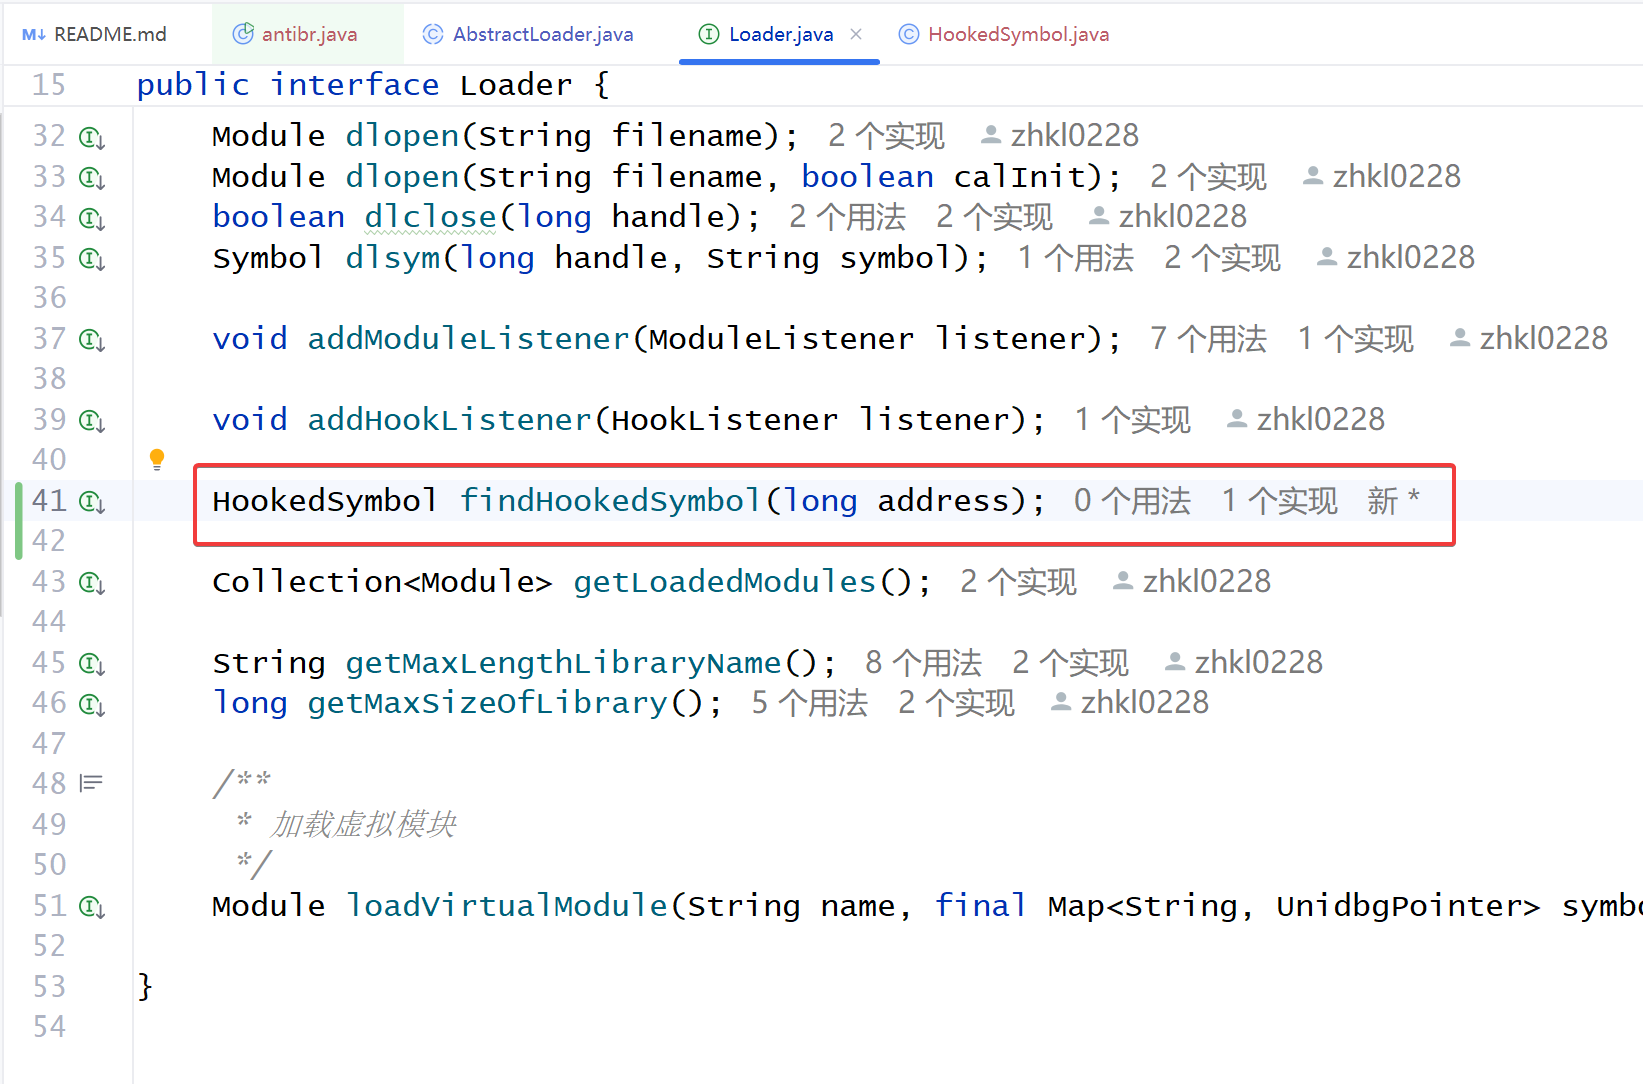 M↓ README.md antibr.java AbstractLoader.java Loader.java × HookedSymbol.java
15 public interface Loader {
32 Module dlopen(String filename); 2 个实现 zhkl0228
33 Module dlopen(String filename, boolean calInit); 2 个实现 zhkl0228
34 boolean dlclose(long handle); 2 个用法 2 个实现 zhkl0228
35 Symbol dlsym(long handle, String symbol); 1 个用法 2 个实现 zhkl0228
36
37 void addModuleListener(ModuleListener listener); 7 个用法 1 个实现 zhkl0228
38
39 void addHookListener(HookListener listener); 1 个实现 zhkl0228
40
41 HookedSymbol findHookedSymbol(long address); 0 个用法 1 个实现 新 *
42
43 Collection<Module> getLoadedModules(); 2 个实现 zhkl0228
44
45 String getMaxLengthLibraryName(); 8 个用法 2 个实现 zhkl0228
46 long getMaxSizeOfLibrary(); 5 个用法 2 个实现 zhkl0228
47
48 /**
49 * 加载虚拟模块
50 */
51 Module loadVirtualModule(String name, final Map<String, UnidbgPointer> symbo
52
53 }
54